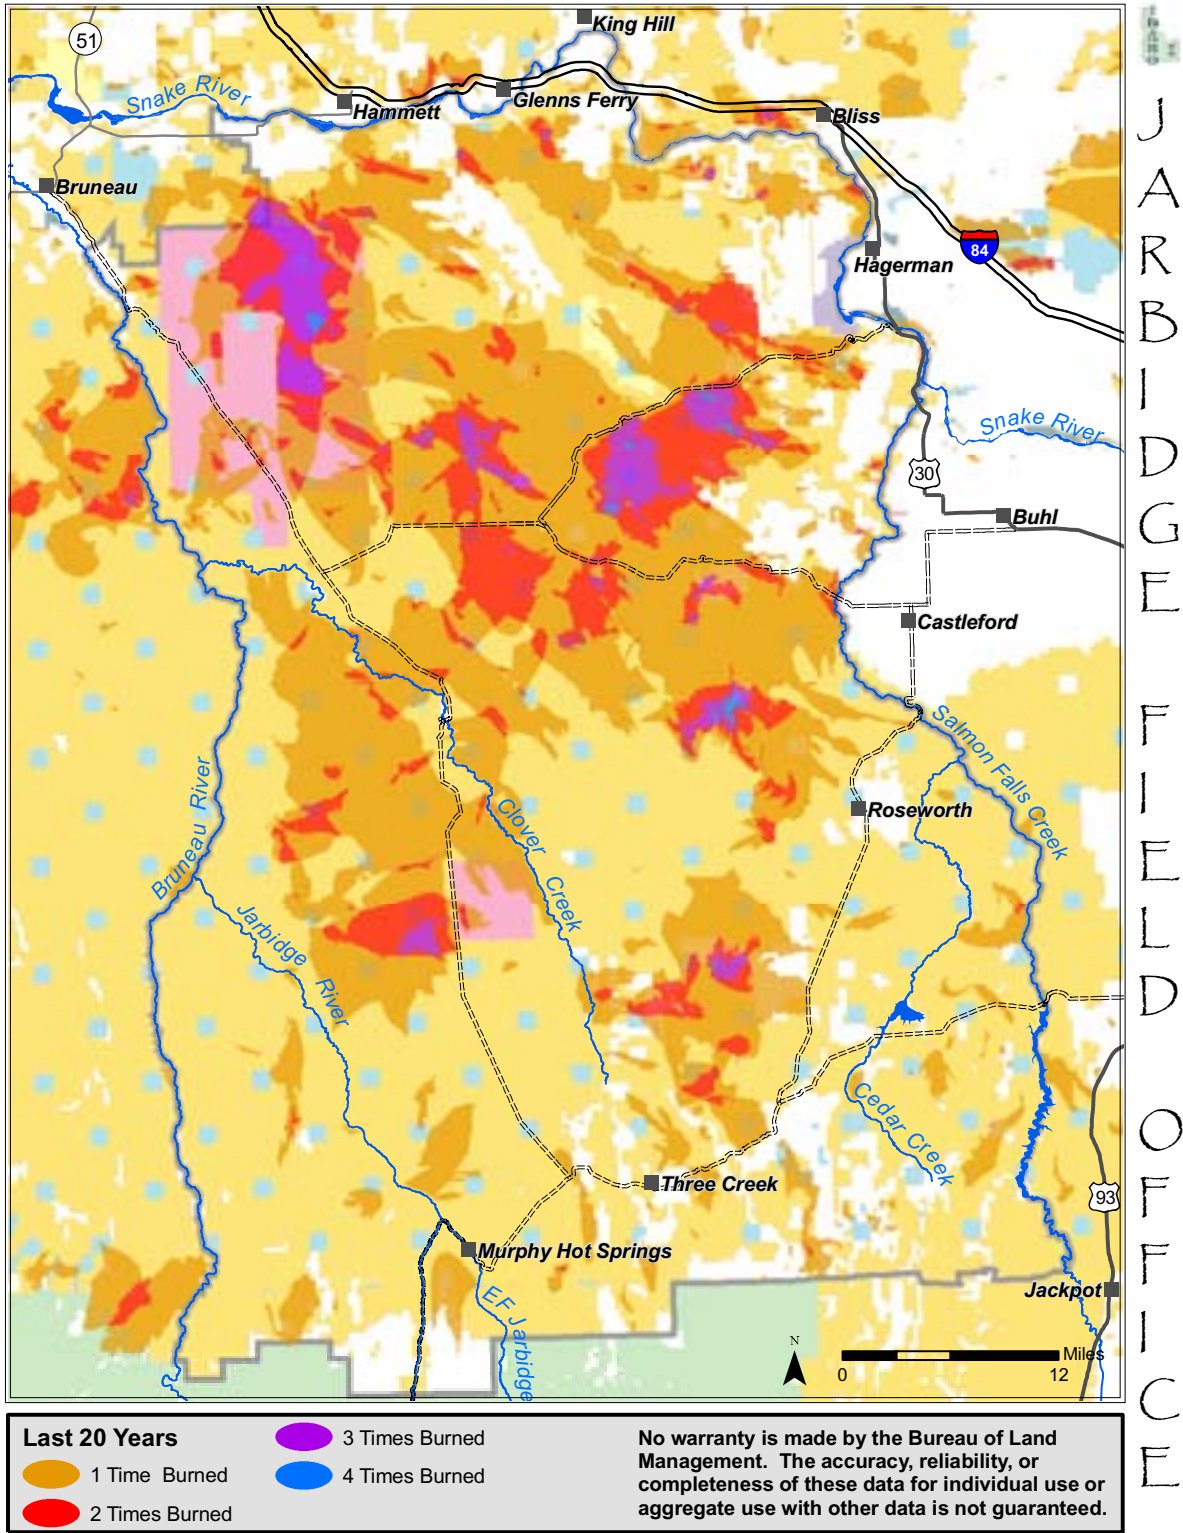 King Hill
51
Snake River
Hammett
Glenns Ferry
Bliss
Bruneau
84
Hagerman
Snake River
30
Buhl
Castleford
Salmon Falls Creek
Bruneau River
Clover Creek
Roseworth
Jarbidge River
Cedar Creek
Three Creek
93
Murphy Hot Springs
EF Jarbidge
Jackpot
N
Miles
0 12
JARBIDGE FIELD OFFICE
Last 20 Years
1 Time Burned
2 Times Burned
3 Times Burned
4 Times Burned
No warranty is made by the Bureau of Land
Management. The accuracy, reliability, or
completeness of these data for individual use or
aggregate use with other data is not guaranteed.